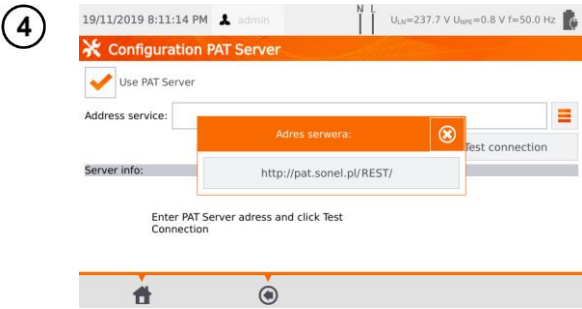 4
19/11/2019 8:11:14 PM admin N L U_LN=237.7 V U_NPE=0.8 V f=50.0 Hz
Configuration PAT Server
Use PAT Server
Address service:
Adres serwera:
Test connection
Server info:
http://pat.sonel.pl/REST/
Enter PAT Server adress and click Test
Connection